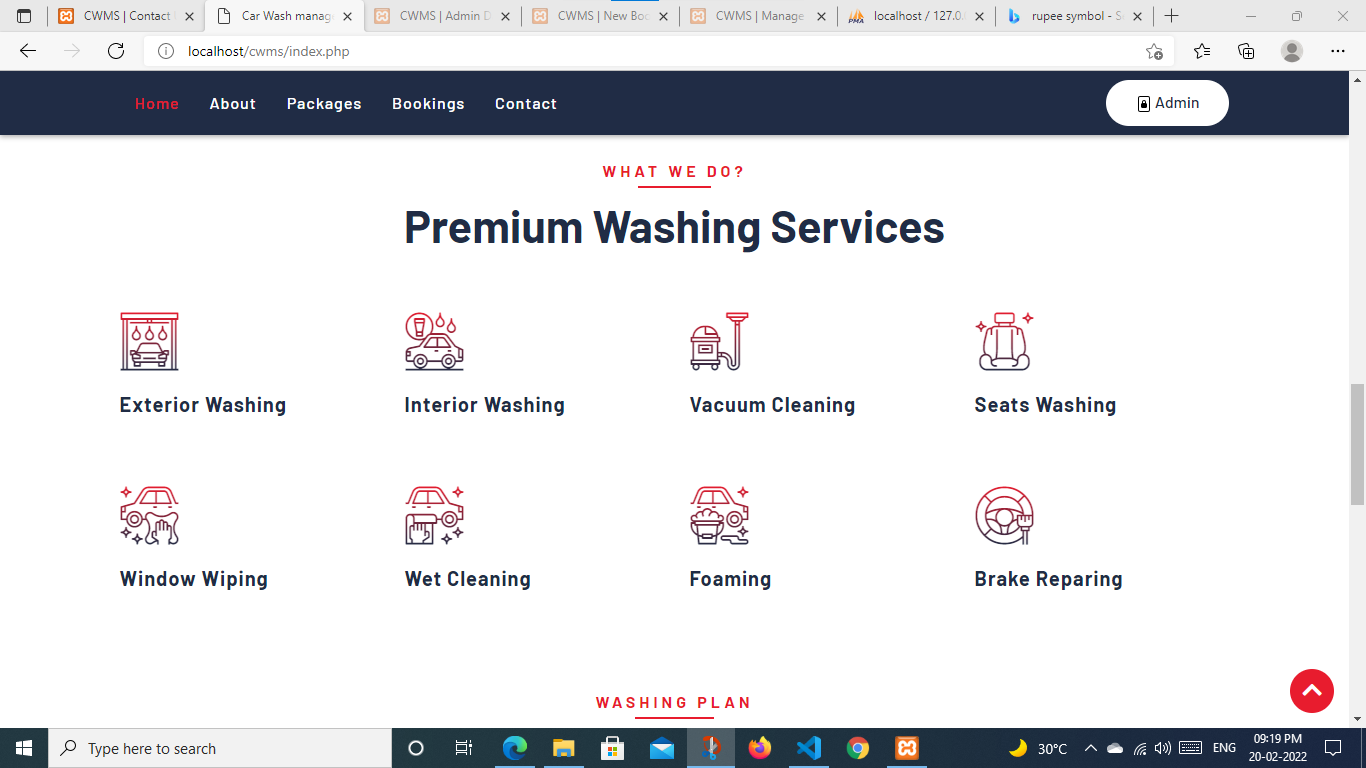 CWMS | Contact
Car Wash manag
CWMS | Admin D
CWMS | New Boo
CWMS | Manage
localhost / 127.0.
rupee symbol - S
localhost/cwms/index.php
Home
About
Packages
Bookings
Contact
Admin
WHAT WE DO?
Premium Washing Services
Exterior Washing
Interior Washing
Vacuum Cleaning
Seats Washing
Window Wiping
Wet Cleaning
Foaming
Brake Reparing
WASHING PLAN
Type here to search
30°C
ENG
09:19 PM
20-02-2022